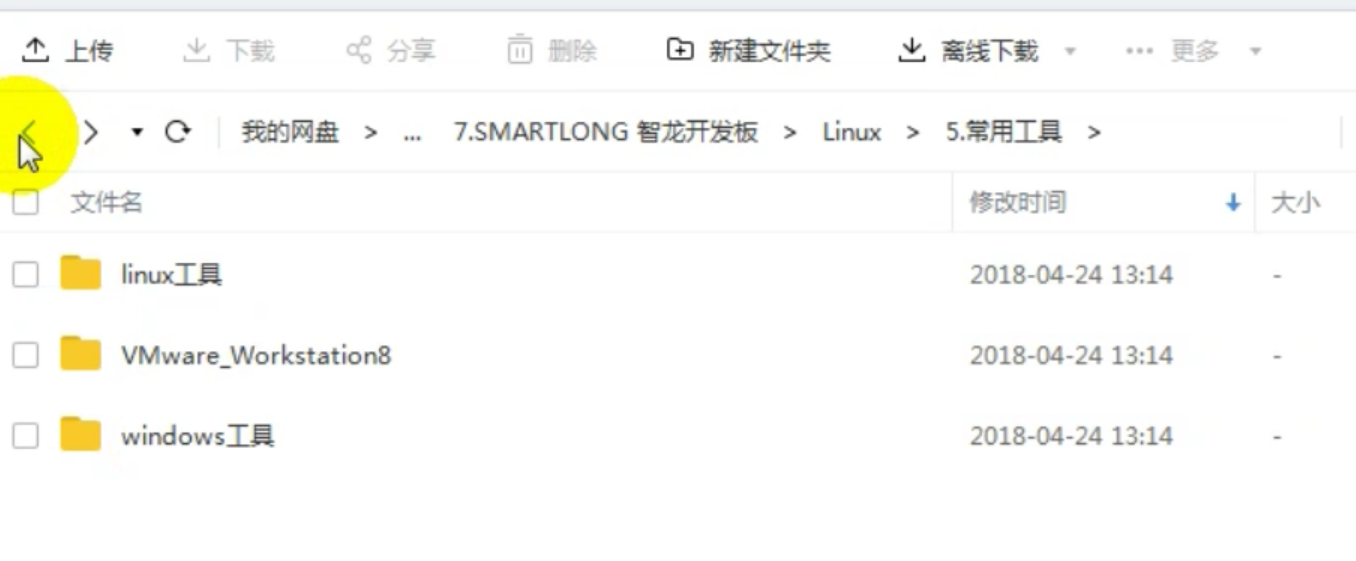 上传 下载 分享 删除 新建文件夹 离线下载 ••• 更多
我的网盘 > ... 7.SMARTLONG 智龙开发板 > Linux > 5.常用工具 >
文件名 修改时间 大小
linux工具 2018-04-24 13:14 -
VMware_Workstation8 2018-04-24 13:14 -
windows工具 2018-04-24 13:14 -